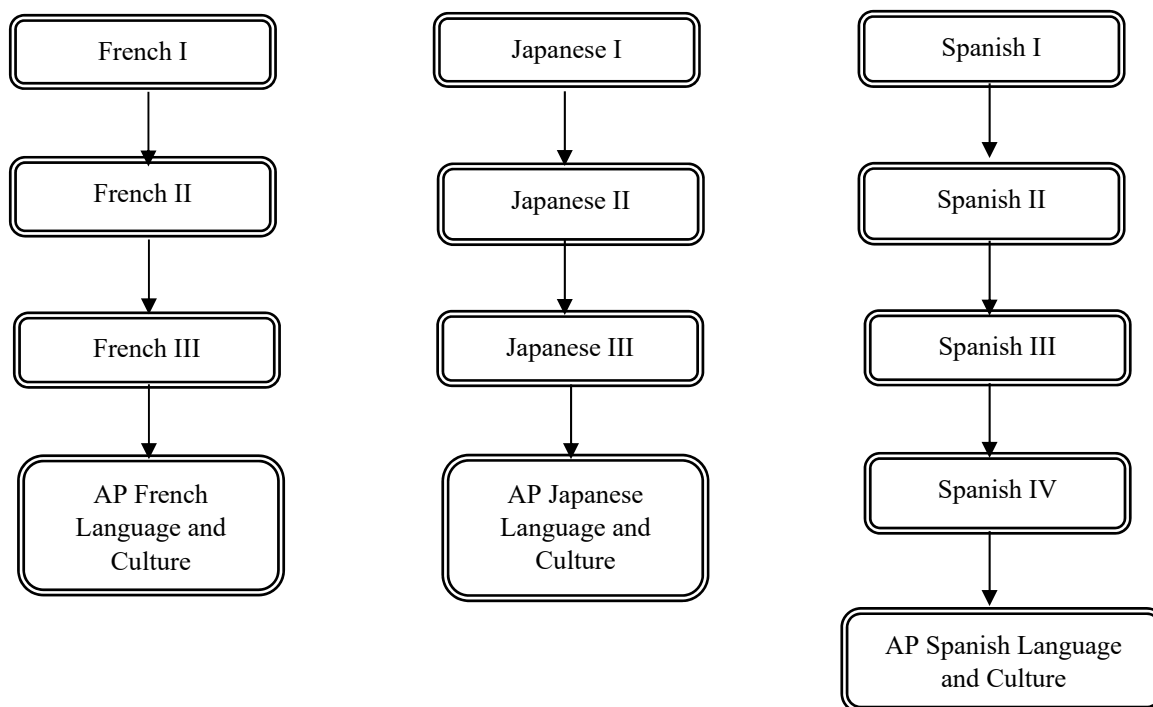 French I
French II
French III
AP French
Language and
Culture
Japanese I
Japanese II
Japanese III
AP Japanese
Language and
Culture
Spanish I
Spanish II
Spanish III
Spanish IV
AP Spanish Language
and Culture